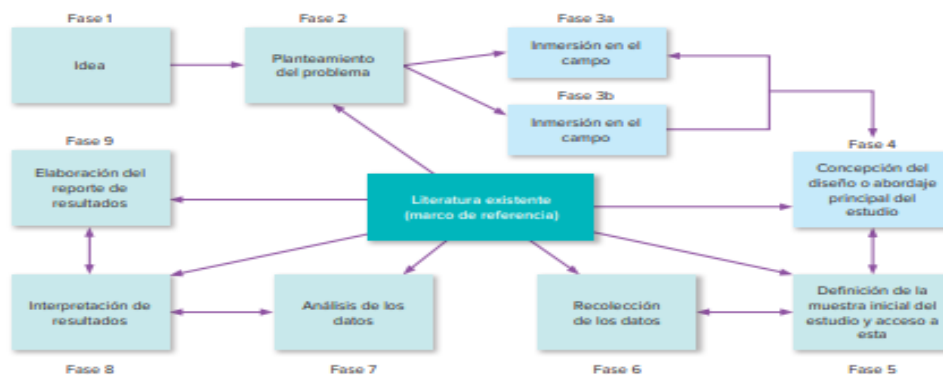 Fase 1
Idea
Fase 2
Planteamiento
del problema
Fase 3a
Inmersión en el
campo
Fase 3b
Inmersión en el
campo
Fase 4
Concepción del
diseño o abordaje
principal del
estudio
Literatura existente
(marco de referencia)
Fase 9
Elaboración del
reporte de
resultados
Interpretación de
resultados
Fase 8
Análisis de los
datos
Fase 7
Recolección
de los datos
Fase 6
Definición de la
muestra inicial del
estudio y acceso a
esta
Fase 5